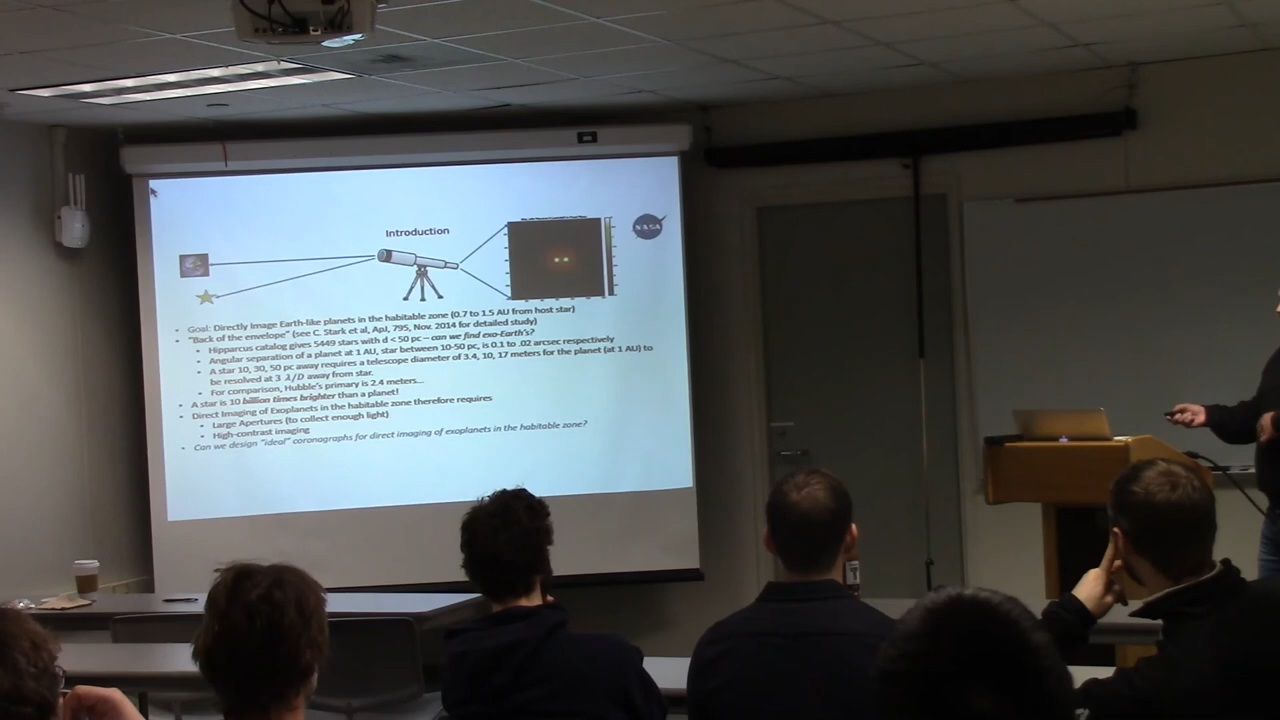 Introduction
NASA
Goal: Directly Image Earth-like planets in the habitable zone (0.7 to 1.5 AU from host star)
"Back of the envelope" (see C. Stark et al, ApJ, 795, Nov. 2014 for detailed study)
Hipparcus catalog gives 5449 stars with d < 50 pc – can we find exo-Earth's?
Angular separation of a planet at 1 AU, star between 10-50 pc, is 0.1 to .02 arcsec respectively
A star 10, 30, 50 pc away requires a telescope diameter of 3.4, 10, 17 meters for the planet (at 1 AU) to
be resolved at 3 λ/D away from star.
For comparison, Hubble's primary is 2.4 meters...
A star is 10 billion times brighter than a planet!
Direct Imaging of Exoplanets in the habitable zone therefore requires
Large Apertures (to collect enough light)
High-contrast imaging
Can we design "ideal" coronagraphs for direct imaging of exoplanets in the habitable zone?